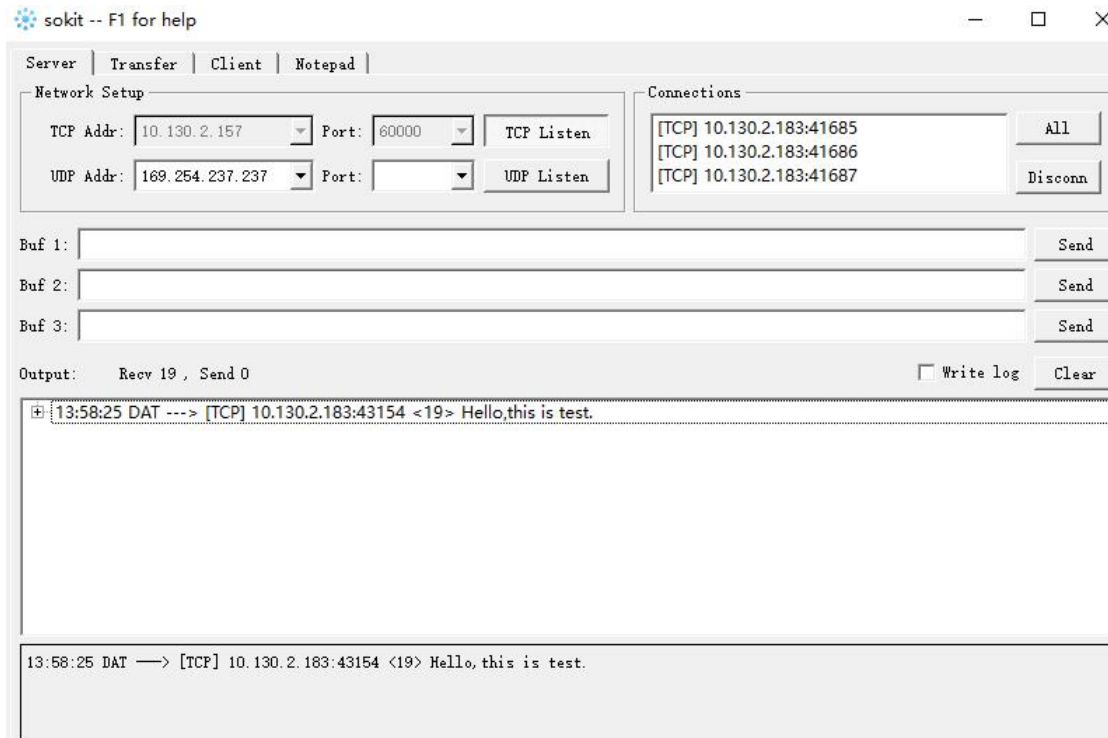 sokit -- F1 for help
Server Transfer Client Notepad
Network Setup
TCP Addr: 10.130.2.157 Port: 60000 TCP Listen
UDP Addr: 169.254.237.237 Port: UDP Listen
Connections
[TCP] 10.130.2.183:41685
[TCP] 10.130.2.183:41686
[TCP] 10.130.2.183:41687
All
Disconn
Buf 1: Send
Buf 2: Send
Buf 3: Send
Output: Recv 19 , Send 0 Write log Clear
13:58:25 DAT ---> [TCP] 10.130.2.183:43154 <19> Hello,this is test.
13:58:25 DAT ---> [TCP] 10.130.2.183:43154 <19> Hello,this is test.